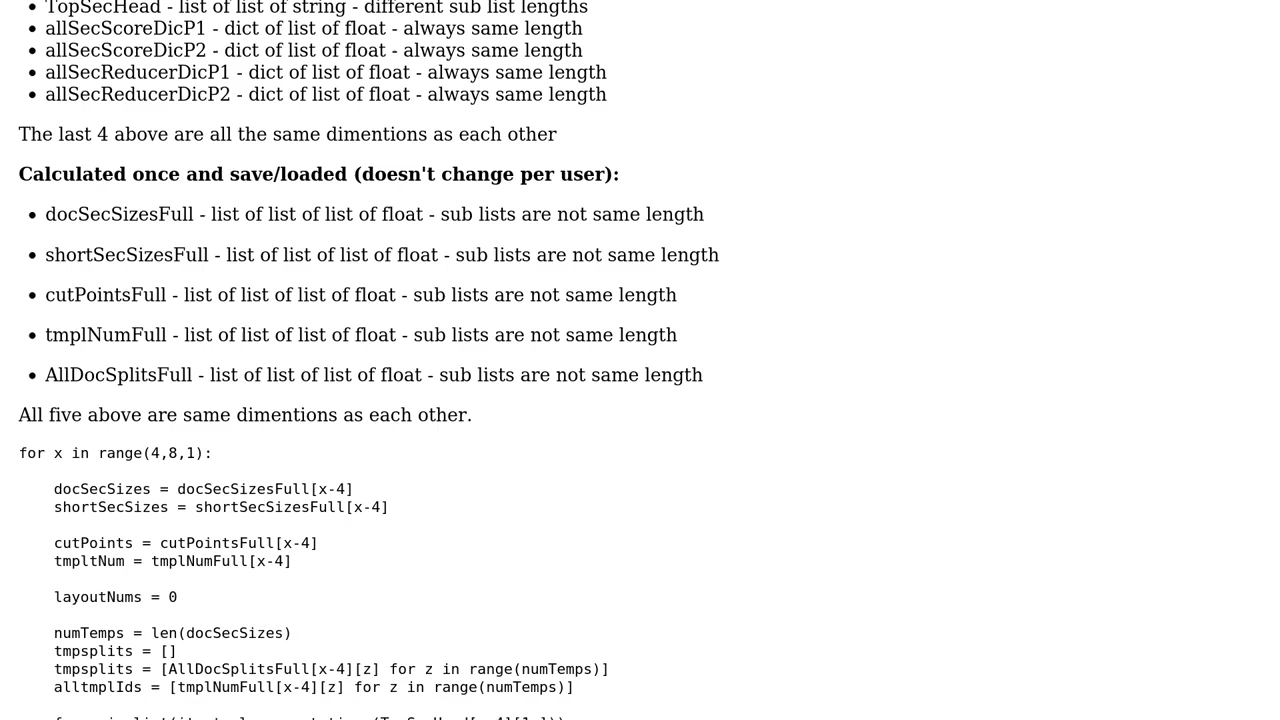 • TopSecHead - list of list of string - different sub list lengths
• allSecScoreDicP1 - dict of list of float - always same length
• allSecScoreDicP2 - dict of list of float - always same length
• allSecReducerDicP1 - dict of list of float - always same length
• allSecReducerDicP2 - dict of list of float - always same length
The last 4 above are all the same dimentions as each other
Calculated once and save/loaded (doesn't change per user):
• docSecSizesFull - list of list of list of float - sub lists are not same length
• shortSecSizesFull - list of list of list of float - sub lists are not same length
• cutPointsFull - list of list of list of float - sub lists are not same length
• tmplNumFull - list of list of list of float - sub lists are not same length
• AllDocSplitsFull - list of list of list of float - sub lists are not same length
All five above are same dimentions as each other.
for x in range(4,8,1):
    docSecSizes = docSecSizesFull[x-4]
    shortSecSizes = shortSecSizesFull[x-4]
    cutPoints = cutPointsFull[x-4]
    tmpltNum = tmplNumFull[x-4]
    layoutNums = 0
    numTemps = len(docSecSizes)
    tmpsplits = []
    tmpsplits = [AllDocSplitsFull[x-4][z] for z in range(numTemps)]
    alltmplIds = [tmplNumFull[x-4][z] for z in range(numTemps)]